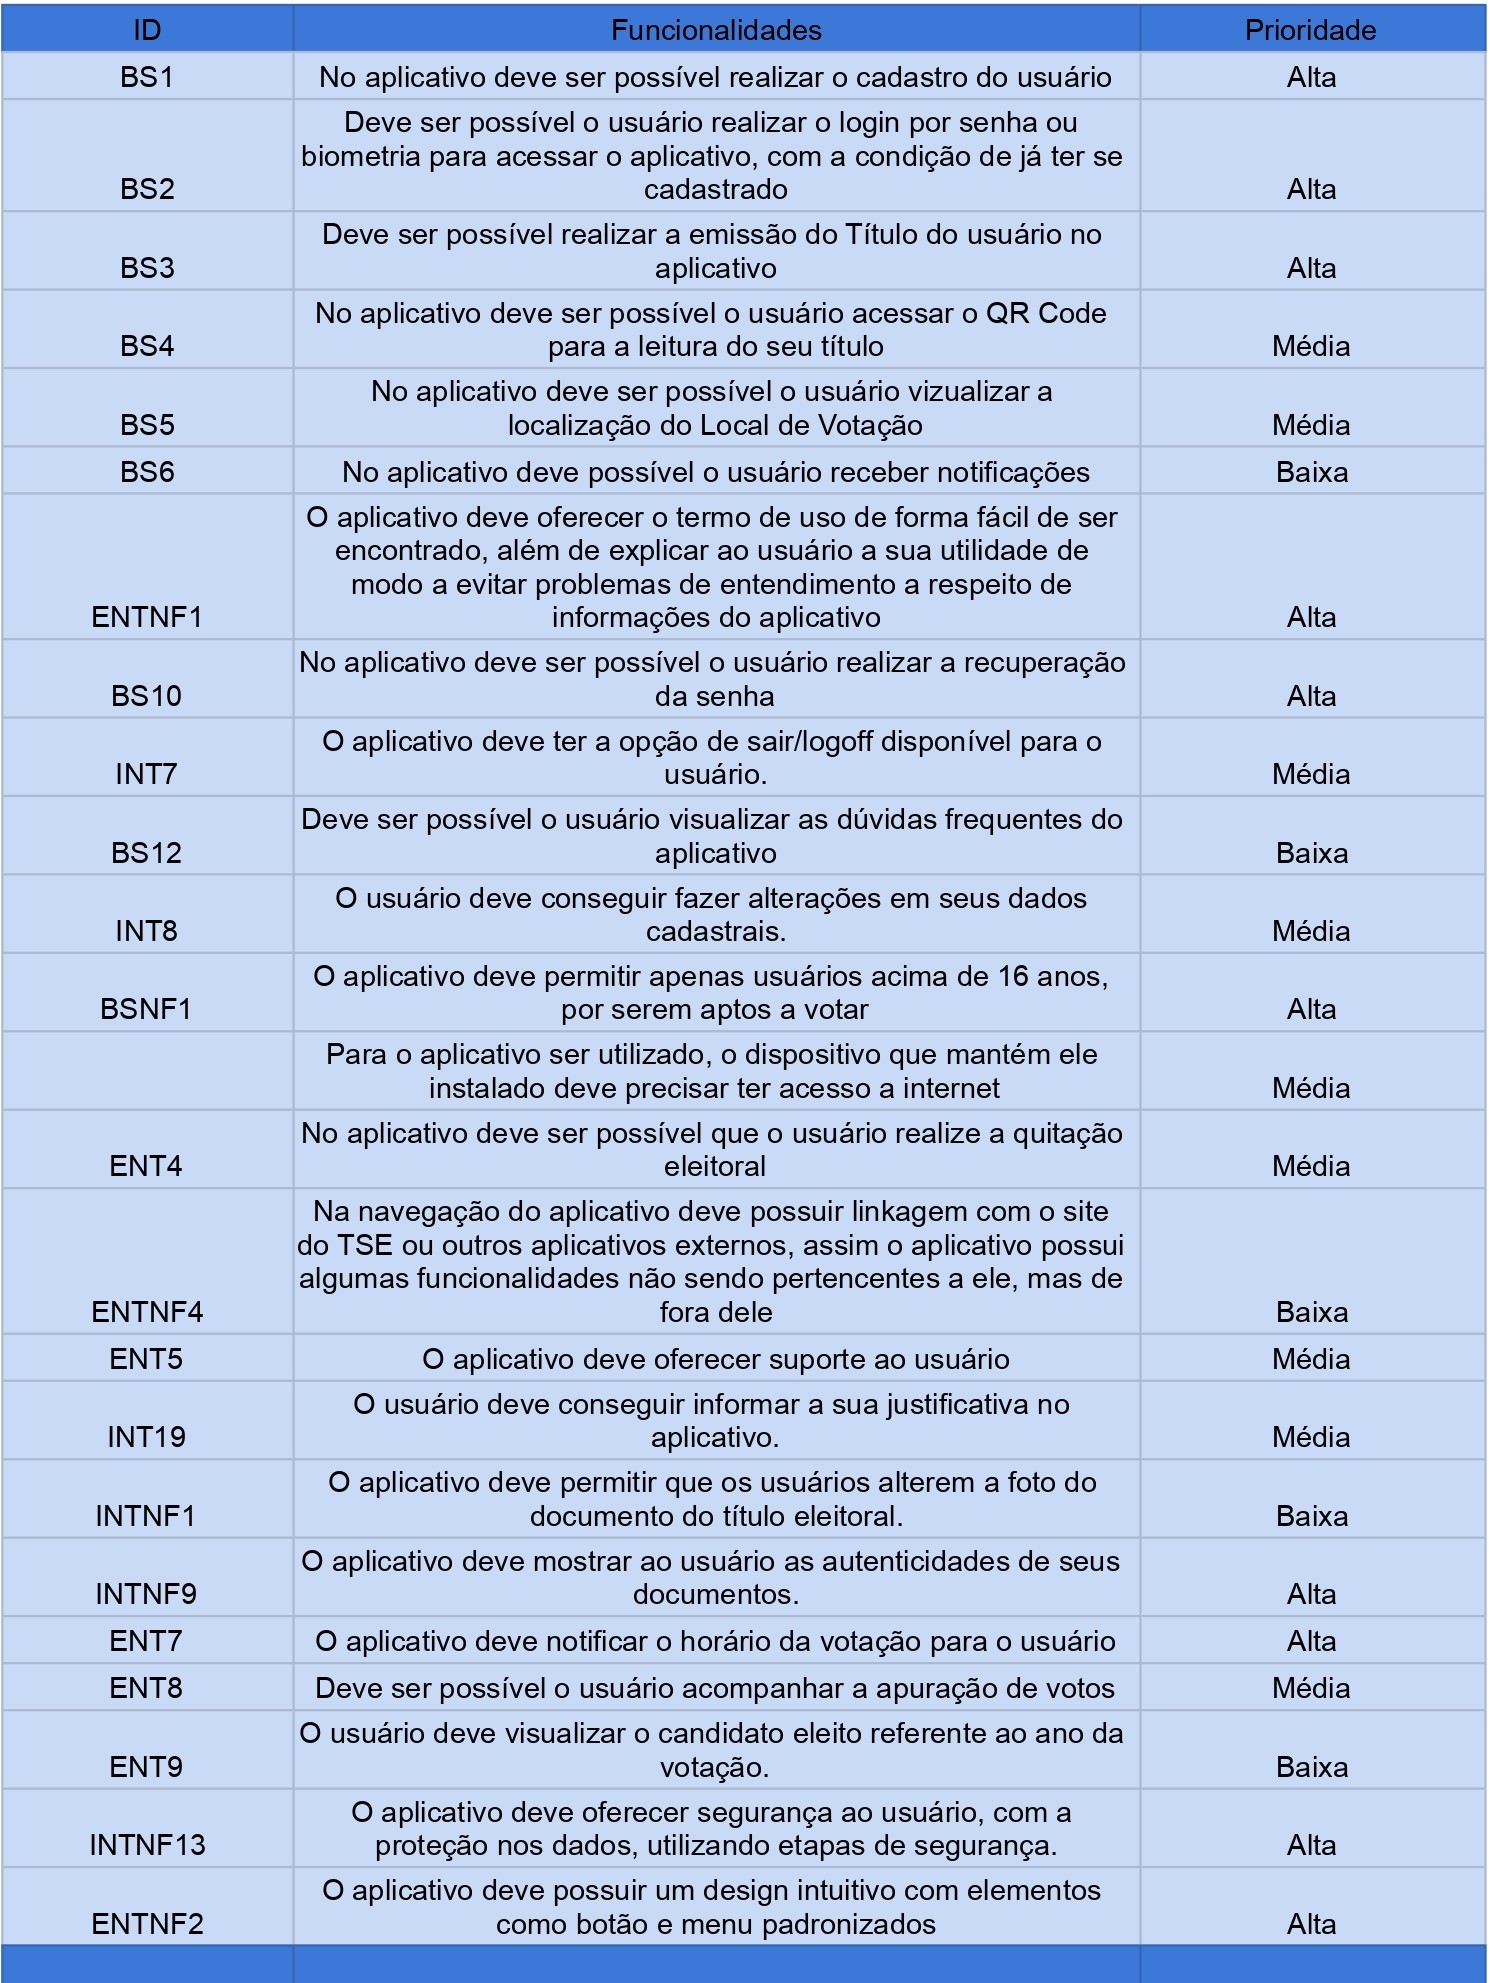 ID Funcionalidades Prioridade
BS1 No aplicativo deve ser possível realizar o cadastro do usuário Alta
Deve ser possível o usuário realizar o login por senha ou
biometria para acessar o aplicativo, com a condição de já ter se
BS2 cadastrado Alta
Deve ser possível realizar a emissão do Título do usuário no
BS3 aplicativo Alta
No aplicativo deve ser possível o usuário acessar o QR Code
BS4 para a leitura do seu título Média
No aplicativo deve ser possível o usuário vizualizar a
BS5 localização do Local de Votação Média
BS6 No aplicativo deve possível o usuário receber notificações Baixa
O aplicativo deve oferecer o termo de uso de forma fácil de ser
encontrado, além de explicar ao usuário a sua utilidade de
modo a evitar problemas de entendimento a respeito de
ENTNF1 informações do aplicativo Alta
No aplicativo deve ser possível o usuário realizar a recuperação
BS10 da senha Alta
O aplicativo deve ter a opção de sair/logoff disponível para o
INT7 usuário. Média
Deve ser possível o usuário visualizar as dúvidas frequentes do
BS12 aplicativo Baixa
O usuário deve conseguir fazer alterações em seus dados
INT8 cadastrais. Média
O aplicativo deve permitir apenas usuários acima de 16 anos,
BSNF1 por serem aptos a votar Alta
Para o aplicativo ser utilizado, o dispositivo que mantém ele
instalado deve precisar ter acesso a internet Média
No aplicativo deve ser possível que o usuário realize a quitação
ENT4 eleitoral Média
Na navegação do aplicativo deve possuir linkagem com o site
do TSE ou outros aplicativos externos, assim o aplicativo possui
algumas funcionalidades não sendo pertencentes a ele, mas de
ENTNF4 fora dele Baixa
ENT5 O aplicativo deve oferecer suporte ao usuário Média
O usuário deve conseguir informar a sua justificativa no
INT19 aplicativo. Média
O aplicativo deve permitir que os usuários alterem a foto do
INTNF1 documento do título eleitoral. Baixa
O aplicativo deve mostrar ao usuário as autenticidades de seus
INTNF9 documentos. Alta
ENT7 O aplicativo deve notificar o horário da votação para o usuário Alta
ENT8 Deve ser possível o usuário acompanhar a apuração de votos Média
O usuário deve visualizar o candidato eleito referente ao ano da
ENT9 votação. Baixa
O aplicativo deve oferecer segurança ao usuário, com a
INTNF13 proteção nos dados, utilizando etapas de segurança. Alta
O aplicativo deve possuir um design intuitivo com elementos
ENTNF2 como botão e menu padronizados Alta